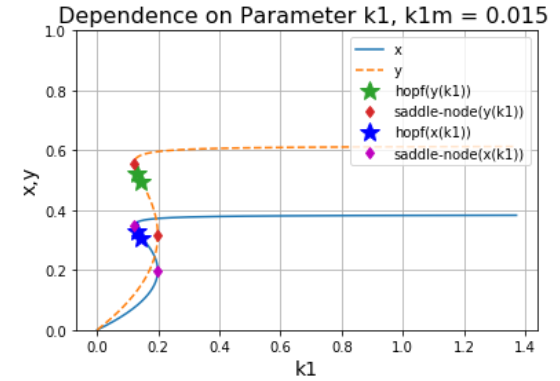 Dependence on Parameter k1, k1m = 0.015
1.0
0.8
0.6
0.4
0.2
0.0
x,y
x
y
hopf(y(k1))
saddle-node(y(k1))
hopf(x(k1))
saddle-node(x(k1))
0.0 0.2 0.4 0.6 0.8 1.0 1.2 1.4
k1